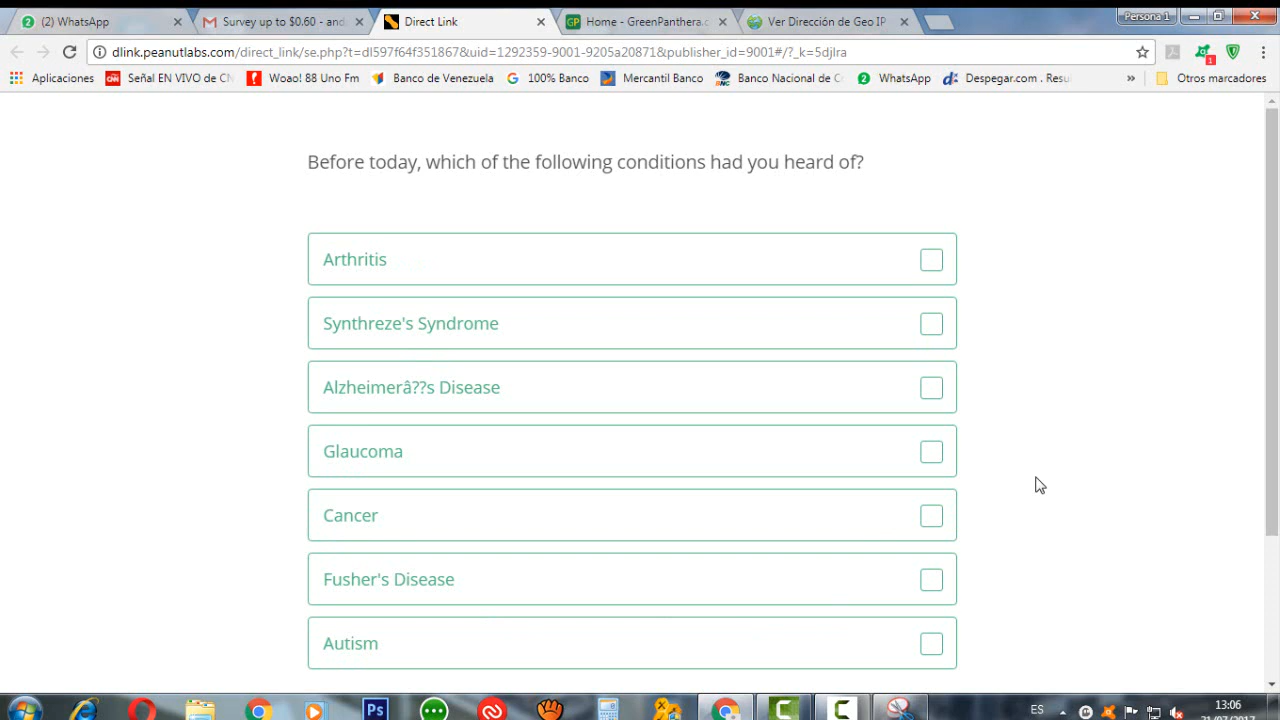 (2) WhatsApp
Survey up to $0.60 - and
Direct Link
Home - GreenPanthera.c
Ver Dirección de Geo IP
Persona 1
dlink.peanutlabs.com/direct_link/se.php?t=dl597f64f351867&uid=1292359-9001-9205a20871&publisher_id=9001#/?_k=5djlra
Aplicaciones
Señal EN VIVO de CN
Woao! 88 Uno Fm
Banco de Venezuela
100% Banco
Mercantil Banco
Banco Nacional de C
WhatsApp
Despegar.com . Resu
»
Otros marcadores
Before today, which of the following conditions had you heard of?
Arthritis
Synthreze's Syndrome
Alzheimerâ??s Disease
Glaucoma
Cancer
Fusher's Disease
Autism
ES
13:06
21/07/2017